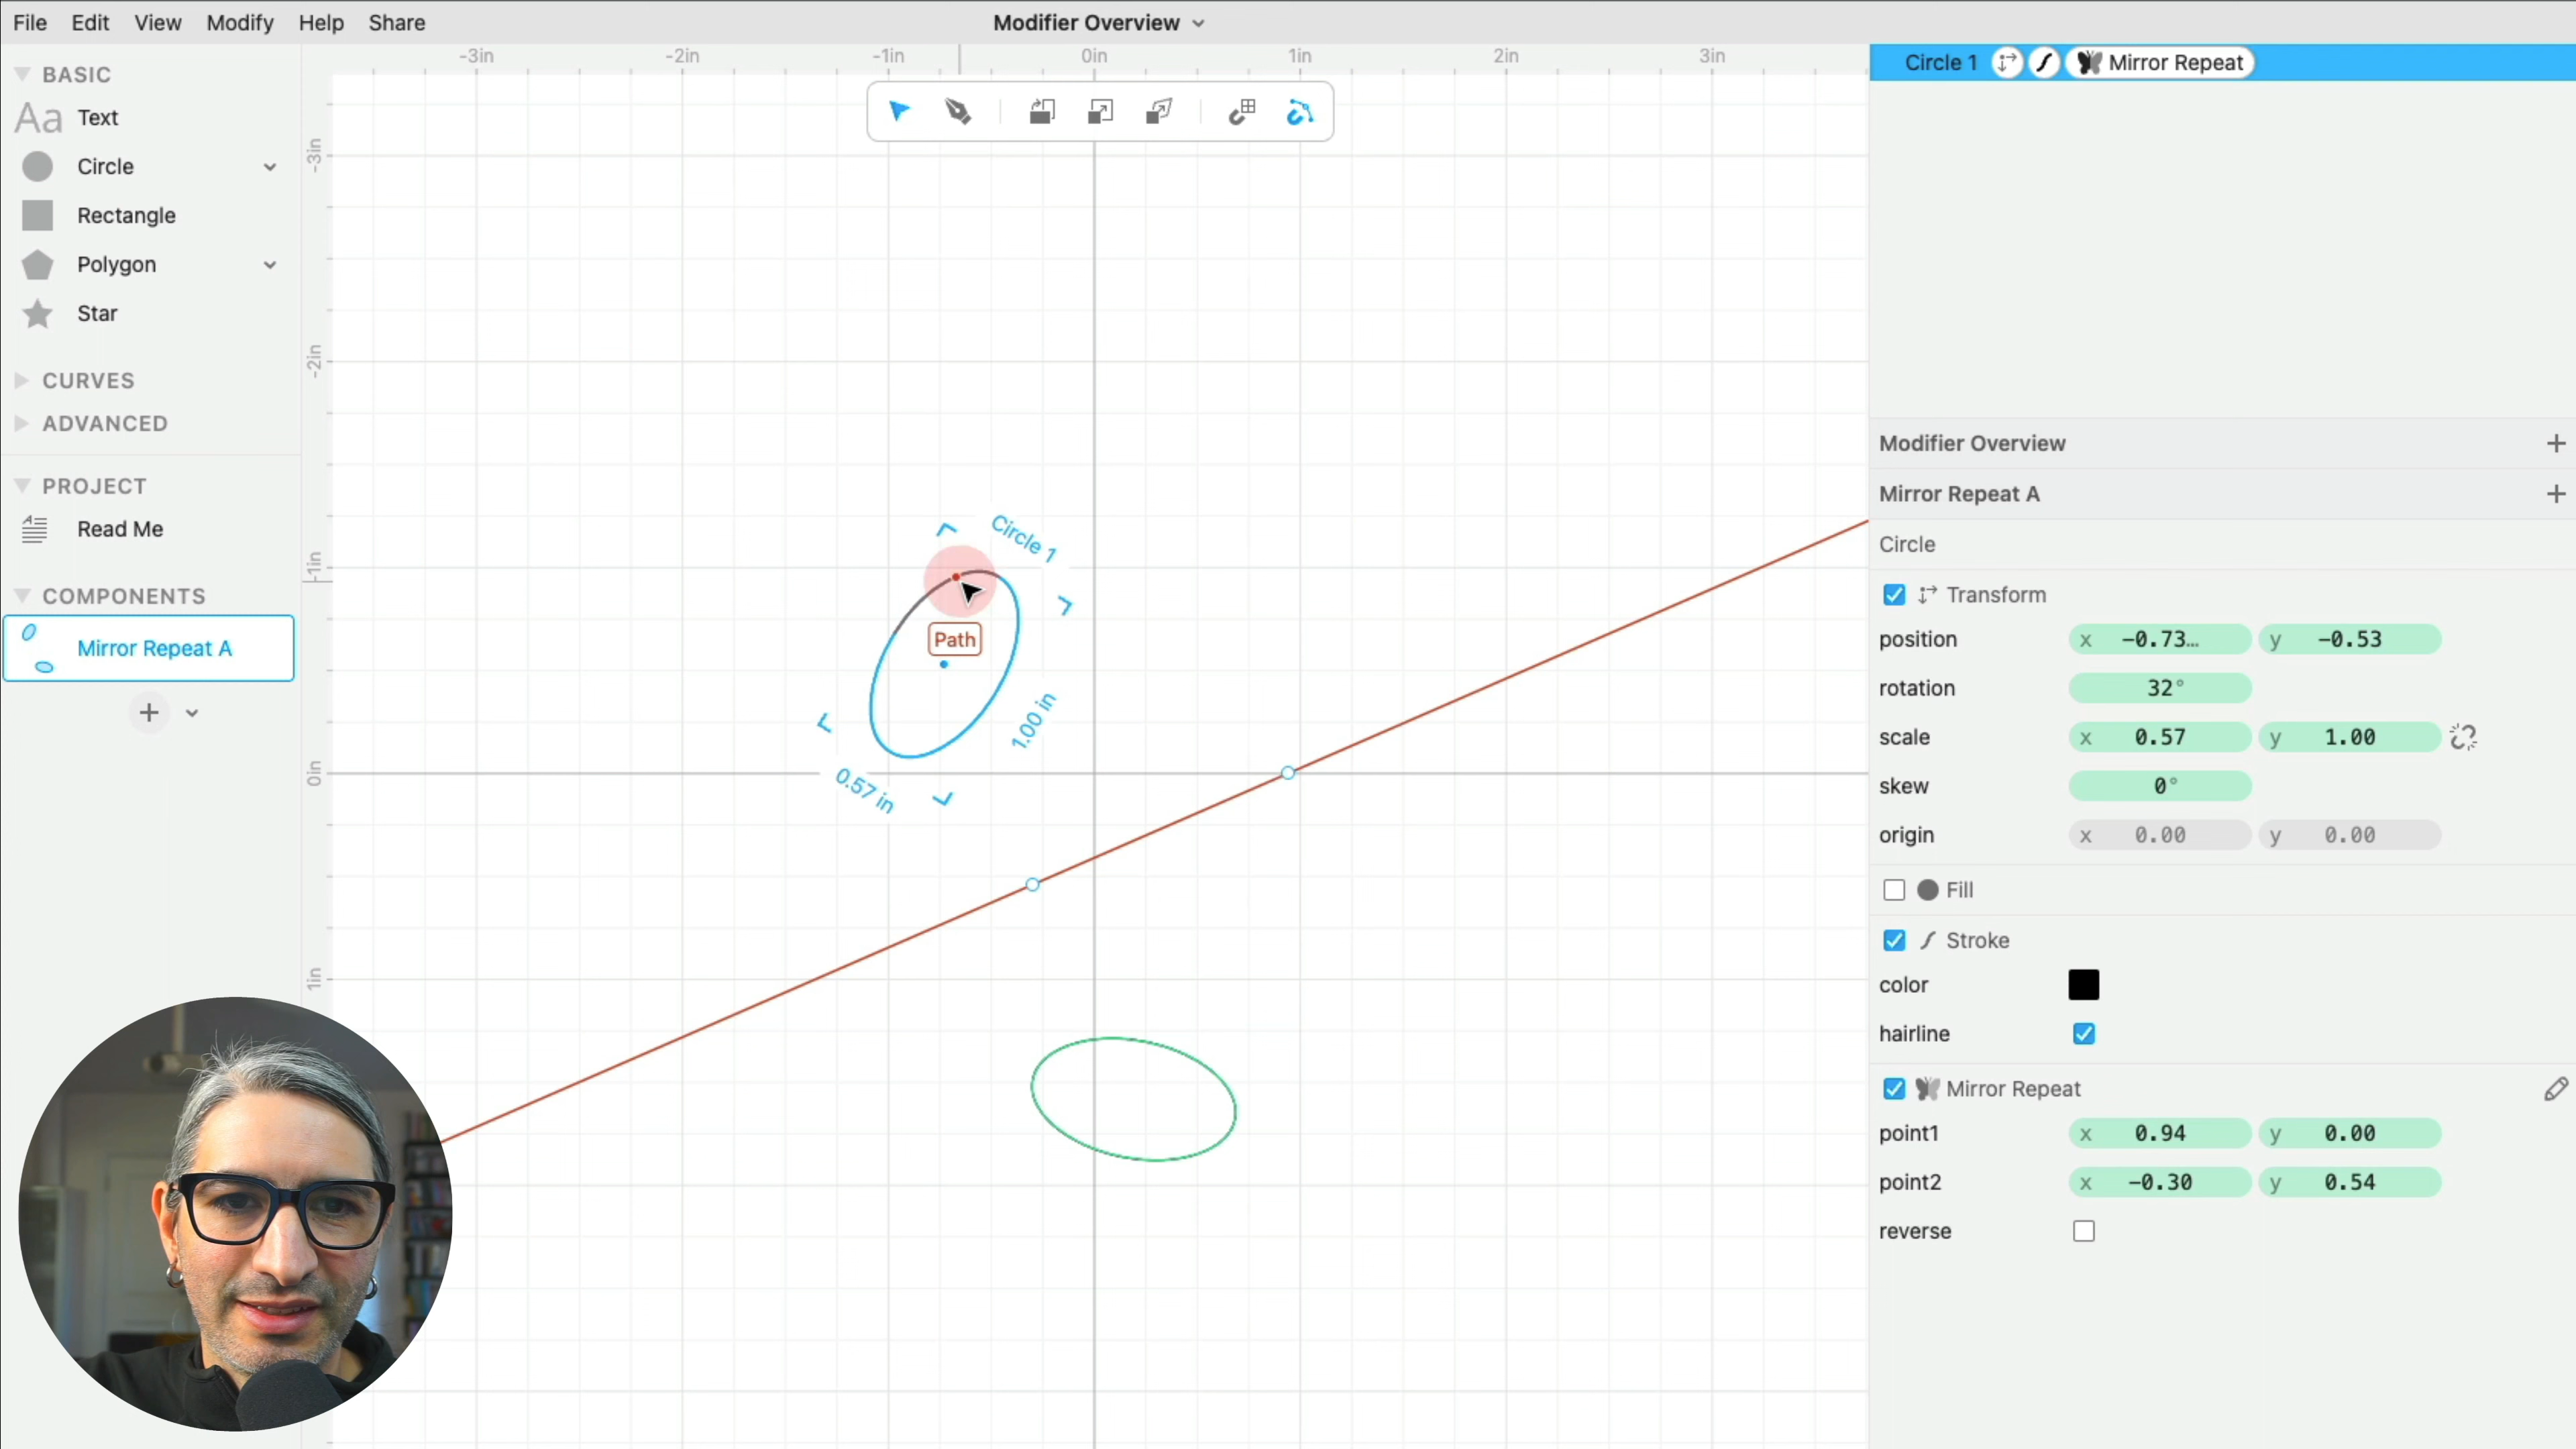 File Edit View Modify Help Share
Modifier Overview
BASIC
Aa Text
Circle
Rectangle
Polygon
Star
CURVES
ADVANCED
PROJECT
Read Me
COMPONENTS
Mirror Repeat A
-3in -2in -1in 0in 1in 2in 3in
-3in
-2in
-1in
0in
1in
Circle 1
Path
1.00 in
0.57 in
Circle 1 Mirror Repeat
Modifier Overview
Mirror Repeat A
Circle
Transform
position x -0.73... y -0.53
rotation 32°
scale x 0.57 y 1.00
skew 0°
origin x 0.00 y 0.00
Fill
Stroke
color
hairline
Mirror Repeat
point1 x 0.94 y 0.00
point2 x -0.30 y 0.54
reverse